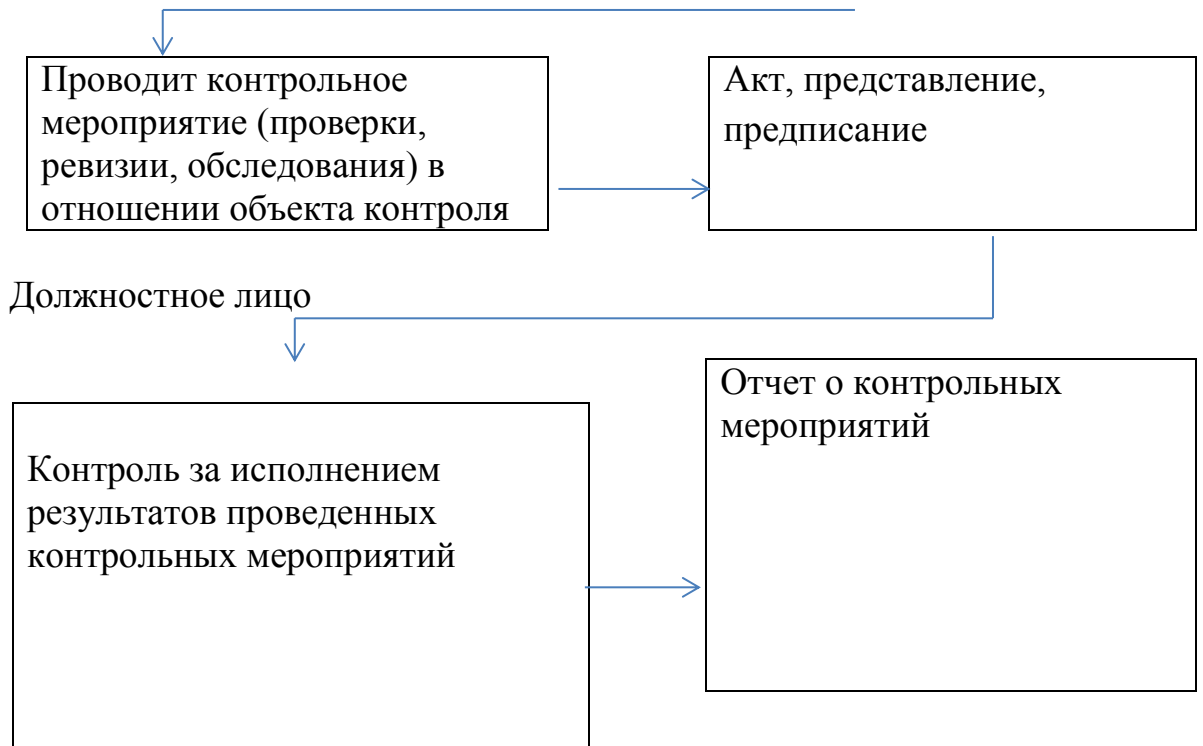 Проводит контрольное
мероприятие (проверки,
ревизии, обследования) в
отношении объекта контроля
Акт, представление,
предписание
Должностное лицо
Контроль за исполнением
результатов проведенных
контрольных мероприятий
Отчет о контрольных
мероприятий